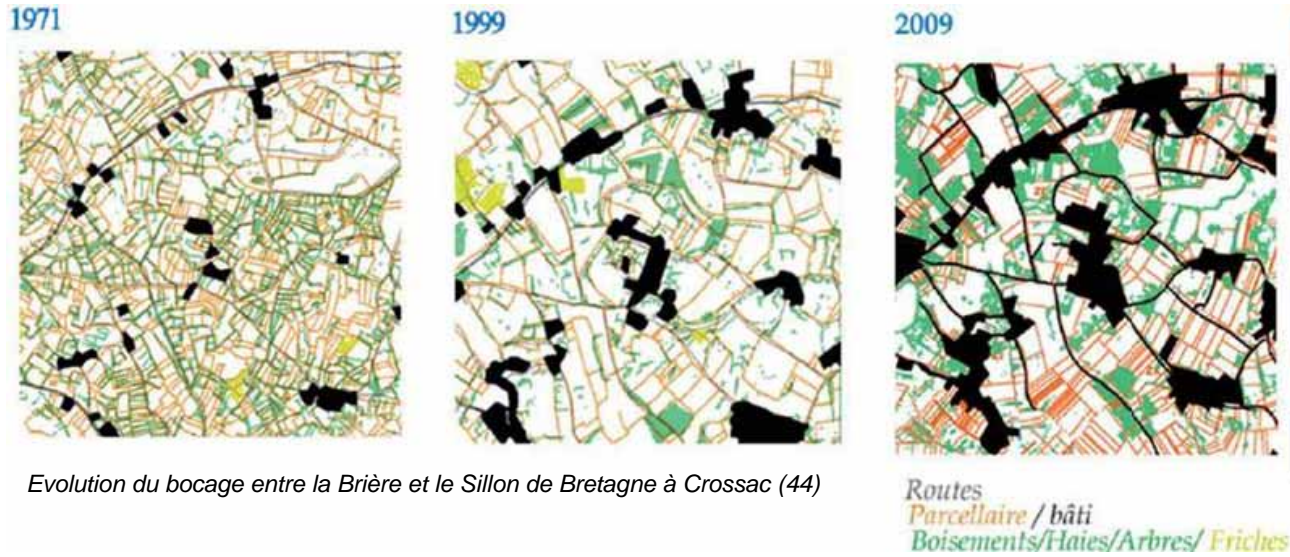 1971
1999
2009
Evolution du bocage entre la Brière et le Sillon de Bretagne à Crossac (44)
Routes
Parcellaire / bâti
Boisements/Haies/Arbres/ Friches